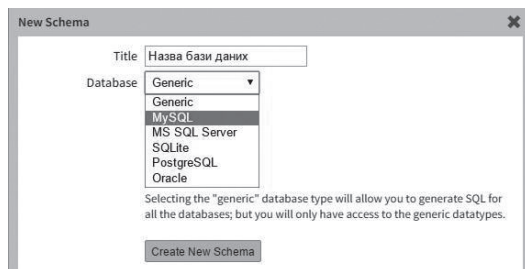 New Schema
Title Назва бази даних
Database Generic
Generic
MySQL
MS SQL Server
SQLite
PostgreSQL
Oracle
Selecting the "generic" database type will allow you to generate SQL for
all the databases; but you will only have access to the generic datatypes.
Create New Schema